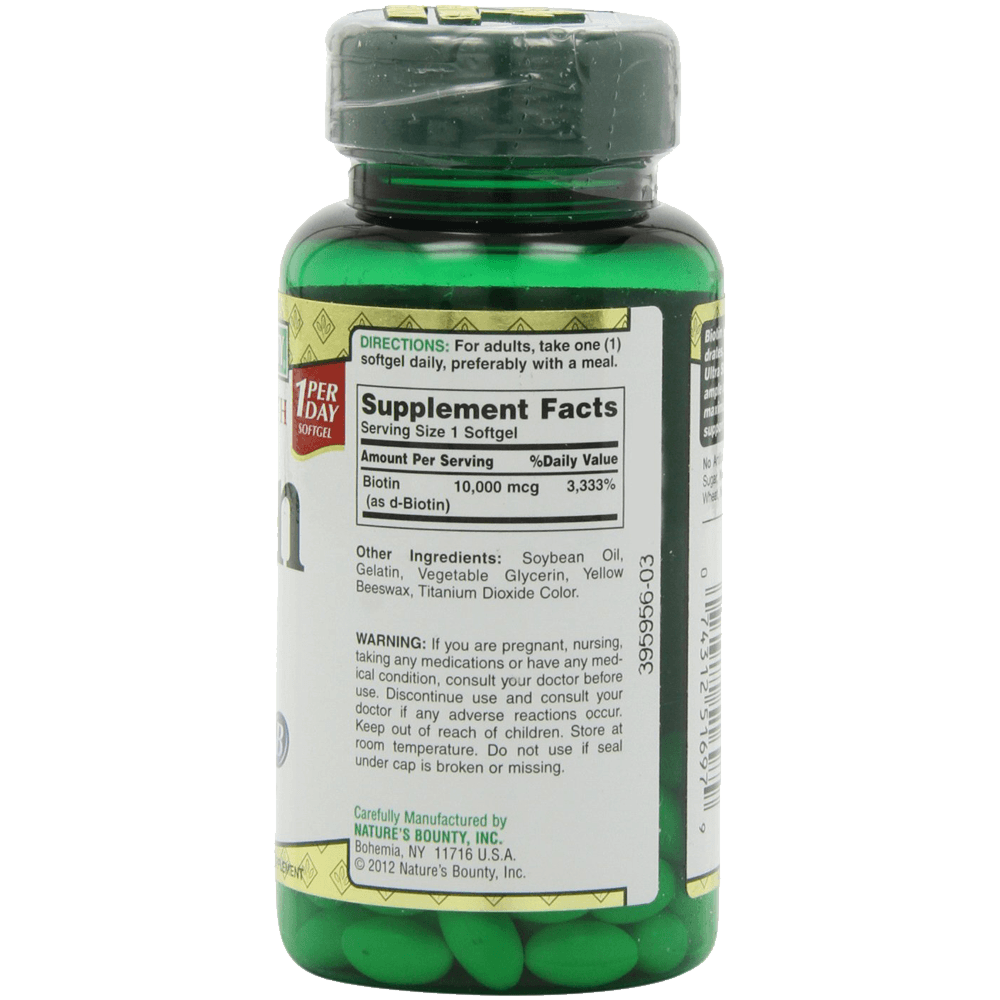 1 PER
DAY
SOFTGEL
H
n
DIRECTIONS: For adults, take one (1)
softgel daily, preferably with a meal.
Supplement Facts
Serving Size 1 Softgel
Amount Per Serving %Daily Value
Biotin 10,000 mcg 3,333%
(as d-Biotin)
Other Ingredients: Soybean Oil,
Gelatin, Vegetable Glycerin, Yellow
Beeswax, Titanium Dioxide Color.
WARNING: If you are pregnant, nursing,
taking any medications or have any med-
ical condition, consult your doctor before
use. Discontinue use and consult your
doctor if any adverse reactions occur.
Keep out of reach of children. Store at
room temperature. Do not use if seal
under cap is broken or missing.
Carefully Manufactured by
NATURE'S BOUNTY, INC.
Bohemia, NY 11716 U.S.A.
© 2012 Nature's Bounty, Inc.
395956-03
No
0 74312 51697 9